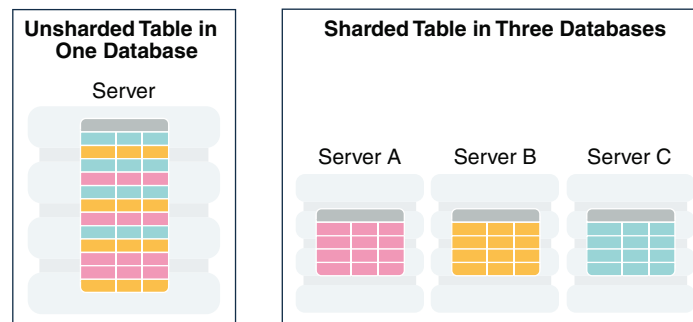 Unsharded Table in
One Database
Server
Sharded Table in Three Databases
Server A
Server B
Server C